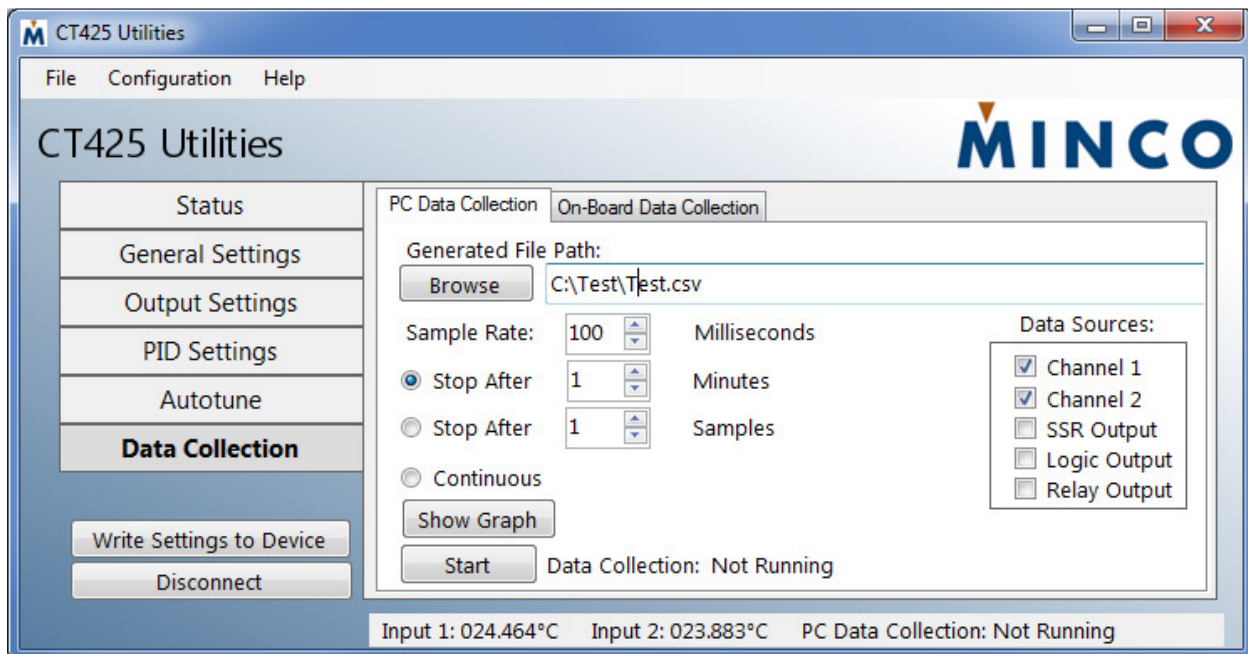 CT425 Utilities
File Configuration Help
CT425 Utilities
MINCO
Status
General Settings
Output Settings
PID Settings
Autotune
Data Collection
Write Settings to Device
Disconnect
PC Data Collection On-Board Data Collection
Generated File Path:
Browse C:\Test\Test.csv
Sample Rate: 100 Milliseconds
Stop After 1 Minutes
Stop After 1 Samples
Continuous
Show Graph
Start Data Collection: Not Running
Data Sources:
Channel 1
Channel 2
SSR Output
Logic Output
Relay Output
Input 1: 024.464°C Input 2: 023.883°C PC Data Collection: Not Running